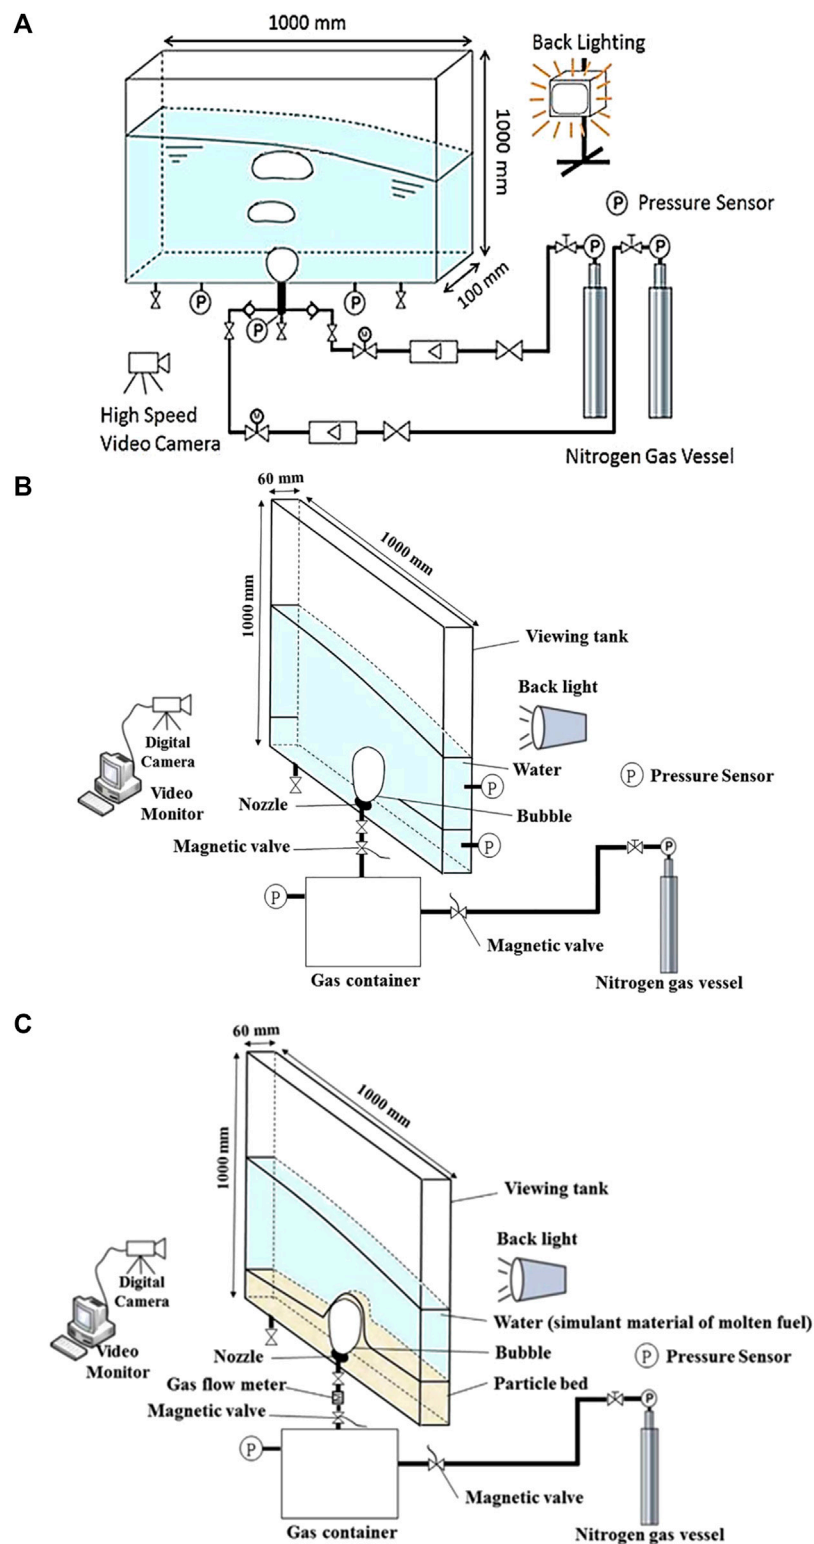 A
1000 mm
Back Lighting
1000 mm
P Pressure Sensor
100 mm
P
P
P
P
P
M
M
High Speed
Video Camera
Nitrogen Gas Vessel
B
60 mm
1000 mm
1000 mm
Viewing tank
Back light
Digital
Camera
Water
P Pressure Sensor
Video
Monitor
P
Nozzle
Bubble
Magnetic valve
P
P
P
Magnetic valve
Gas container
Nitrogen gas vessel
C
60 mm
1000 mm
1000 mm
Viewing tank
Back light
Digital
Camera
Water (simulant material of molten fuel)
Video
Monitor
Nozzle
Bubble
P Pressure Sensor
Gas flow meter
Particle bed
Magnetic valve
P
P
Magnetic valve
Gas container
Nitrogen gas vessel